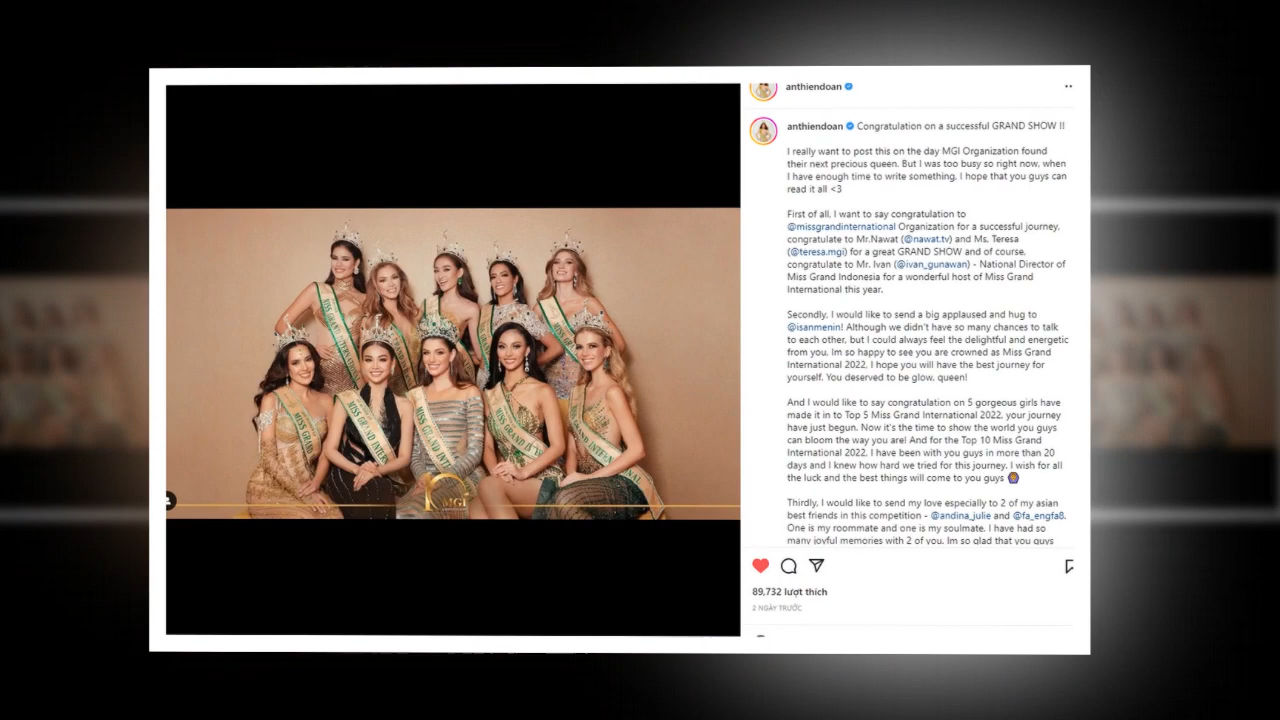 anthiendoan
anthiendoan Congratulation on a successful GRAND SHOW !!
I really want to post this on the day MGI Organization found
their next precious queen. But I was too busy so right now, when
I have enough time to write something. I hope that you guys can
read it all <3
First of all, I want to say congratulation to
@missgrandinternational Organization for a successful journey,
congratulate to Mr.Nawat (@nawat.tv) and Ms. Teresa
(@teresa.mgi) for a great GRAND SHOW and of course,
congratulate to Mr. Ivan (@ivan_gunawan) - National Director of
Miss Grand Indonesia for a wonderful host of Miss Grand
International this year.
Secondly, I would like to send a big applaused and hug to
@isanmenin! Although we didn't have so many chances to talk
to each other, but I could always feel the delightful and energetic
from you, Im so happy to see you are crowned as Miss Grand
International 2022, I hope you will have the best journey for
yourself. You deserved to be glow, queen!
And I would like to say congratulation on 5 gorgeous girls have
made it in to Top 5 Miss Grand International 2022, your journey
have just begun. Now it's the time to show the world you guys
can bloom the way you are! And for the Top 10 Miss Grand
International 2022, I have been with you guys in more than 20
days and I knew how hard we tried for this journey, I wish for all
the luck and the best things will come to you guys
Thirdly, I would like to send my love especially to 2 of my asian
best friends in this competition - @andina_julie and @fa_engfa8.
One is my roommate and one is my soulmate. I have had so
many joyful memories with 2 of you. Im so glad that you guys
89,732 lượt thích
2 NGÀY TRƯỚC
MISS GRAND INTERNATIONAL
MISS GRAND INTER
MISS GRAND
MISS GRAND INTE
GRAND INTERNATIONAL
10 MGI